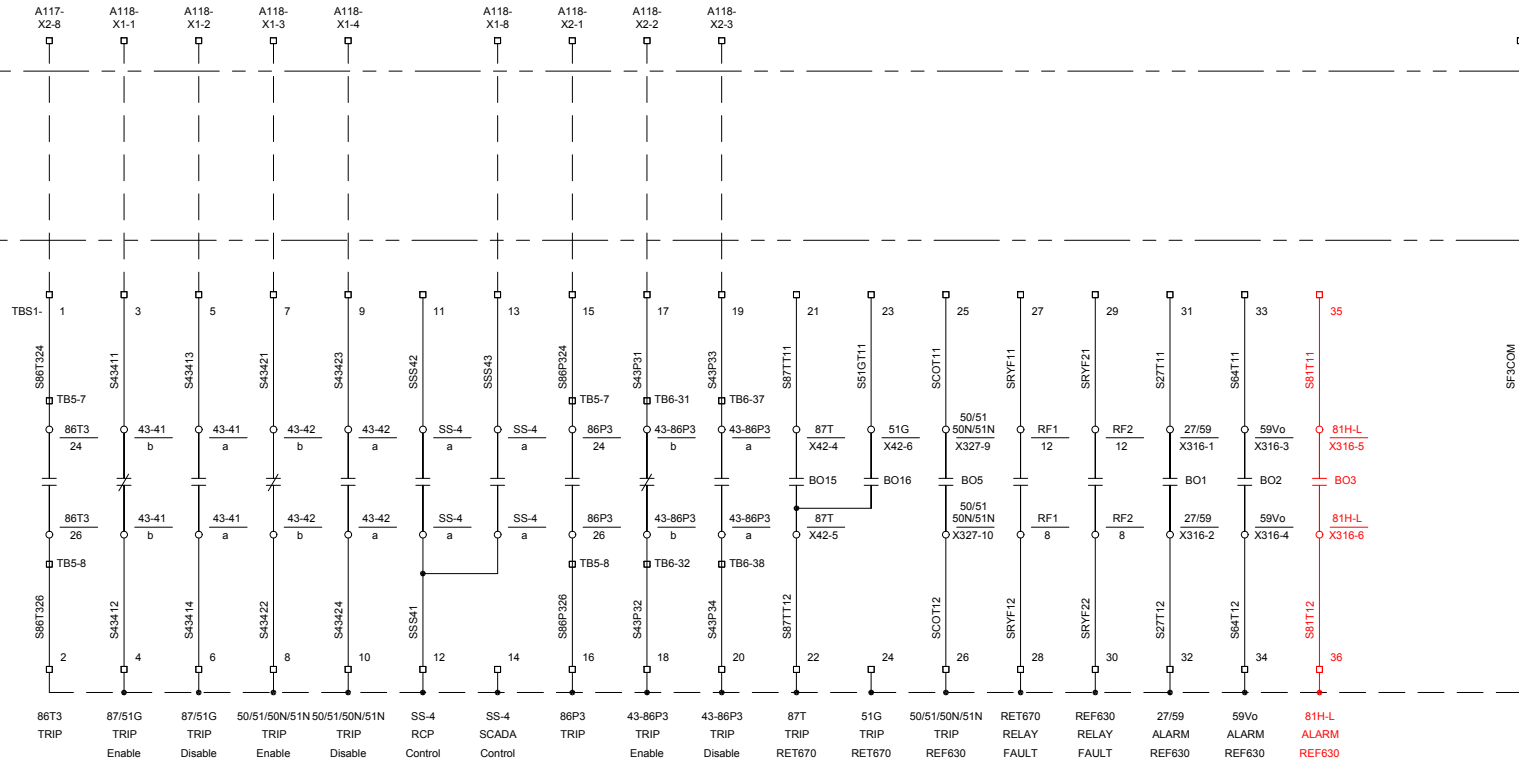 A117- A118- A118- A118- A118- A118- A118- A118- A118-
X2-8 X1-1 X1-2 X1-3 X1-4 X1-8 X2-1 X2-2 X2-3
TBS1- 1 3 5 7 9 11 13 15 17 19 21 23 25 27 29 31 33 35
S86T324 S43411 S43413 S43421 S43423 SSS42 SSS43 S86P324 S43P31 S43P33 S87TT11 S51GT11 SCOT11 SRYF11 SRYF21 S27T11 S64T11 S81T11 SF3COM
TB5-7 TB5-7 TB6-31 TB6-37
50/51
86T3 43-41 43-41 43-42 43-42 SS-4 SS-4 86P3 43-86P3 43-86P3 87T 51G 50N/51N RF1 RF2 27/59 59Vo 81H-L
24 b a b a a a 24 b a X42-4 X42-6 X327-9 12 12 X316-1 X316-3 X316-5
BO15 BO16 BO5 BO1 BO2 BO3
50/51
86T3 43-41 43-41 43-42 43-42 SS-4 SS-4 86P3 43-86P3 43-86P3 87T 50N/51N RF1 RF2 27/59 59Vo 81H-L
26 b a b a a a 26 b a X42-5 X327-10 8 8 X316-2 X316-4 X316-6
TB5-8 TB5-8 TB6-32 TB6-38
S86T326 S43412 S43414 S43422 S43424 SSS41 S86P326 S43P32 S43P34 S87TT12 SCOT12 SRYF12 SRYF22 S27T12 S64T12 S81T12
2 4 6 8 10 12 14 16 18 20 22 24 26 28 30 32 34 36
86T3 87/51G 87/51G 50/51/50N/51N 50/51/50N/51N SS-4 SS-4 86P3 43-86P3 43-86P3 87T 51G 50/51/50N/51N RET670 REF630 27/59 59Vo 81H-L
TRIP TRIP TRIP TRIP TRIP RCP SCADA TRIP TRIP TRIP TRIP TRIP TRIP RELAY RELAY ALARM ALARM ALARM
Enable Disable Enable Disable Control Control Enable Disable RET670 RET670 REF630 FAULT FAULT REF630 REF630 REF630